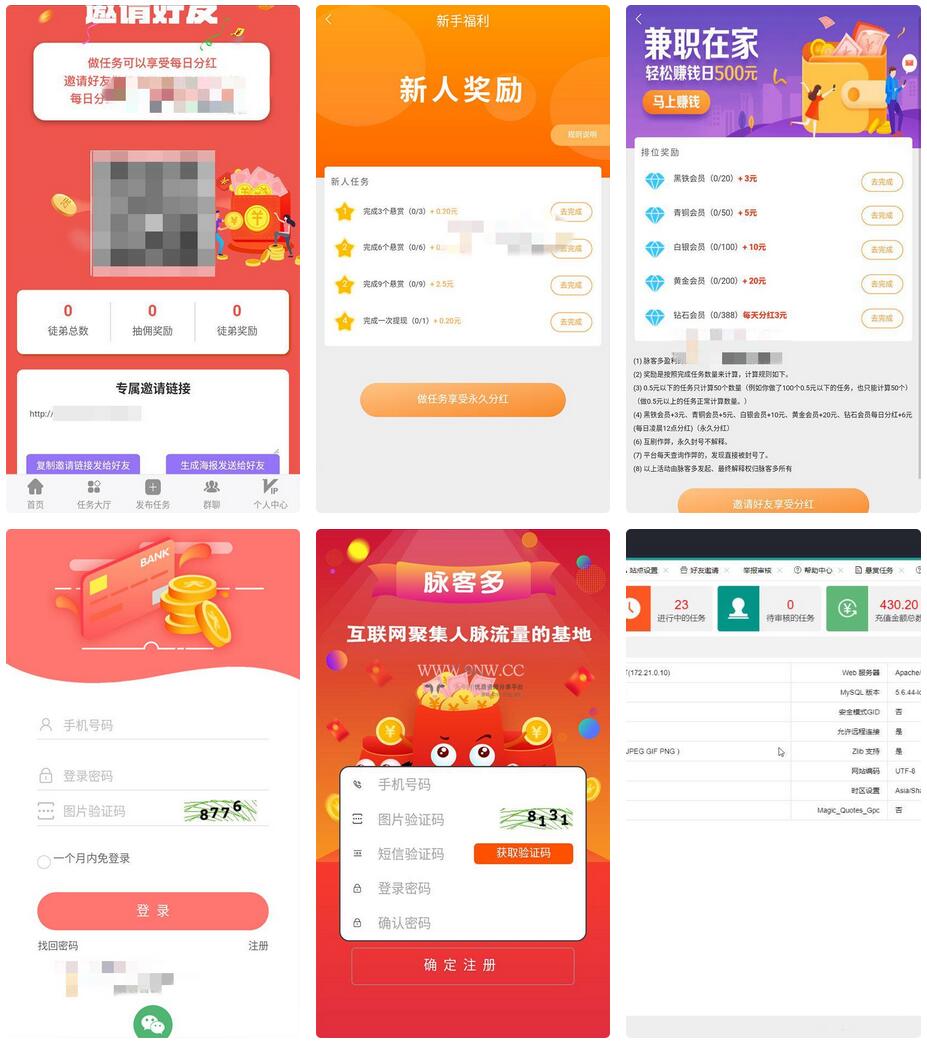 邀请好友
做任务可以享受每日分红
邀请好友
每日分
0
0
0
徒弟总数
抽佣奖励
徒弟奖励
专属邀请链接
http://
复制邀请链接发给好友
生成海报发送给好友
首页
任务大厅
发布任务
群聊
VIP
个人中心
新手福利
新人奖励
规则说明
新人任务
1
完成3个悬赏（0/3）+ 0.20元
去完成
2
完成6个悬赏（0/6）+ 0.
去完成
2
完成9个悬赏（0/9）+ 2.5元
去完成
4
完成一次提现（0/1）+ 0.20元
去完成
做任务享受永久分红
兼职在家
轻松赚钱日500元
马上赚钱
排位奖励
黑铁会员（0/20）+ 3元
去完成
青铜会员（0/50）+ 5元
去完成
白银会员（0/100）+ 10元
去完成
黄金会员（0/200）+ 20元
去完成
钻石会员（0/388）每天分红3元
去完成
(1) 脉客多盈利
(2) 奖励是按照完成任务数量来计算，计算规则如下。
(3) 0.5元以下的任务只计算50个数量（例如你做了100个0.5元以下的任务，也只能计算50个）
（做0.5元以上的任务正常计算数量。）
(4) 黑铁会员+3元、青铜会员+5元、白银会员+10元、黄金会员+20元、钻石会员每日分红+6元
(每日凌晨12点分红)（永久分红）
(6) 互刷作弊，永久封号不解释。
(7) 平台每天查询作弊的，发现直接被封号了。
(8) 以上活动由脉客多发起、最终解释权归脉客多所有
邀请好友享受分红
BANK
手机号码
登录密码
图片验证码
8776
一个月内免登录
登 录
找回密码
注册
脉客多
互联网聚集人脉流量的基地
WWW.9NW.CC
手机号码
图片验证码
8131
短信验证码
获取验证码
登录密码
确认密码
确 定 注 册
站点设置
好友邀请
举报审核
帮助中心
悬赏任务
23
进行中的任务
0
待审核的任务
430.20
充值金额总
T(172.21.0.10)
Web 服务器
Apache/
MySQL 版本
5.6.44-lo
安全模式GID
否
允许远程连接
是
JPEG GIF PNG )
Zlib 支持
是
网站编码
UTF-8
时区设置
Asia/Sha
Magic_Quotes_Gpc
否